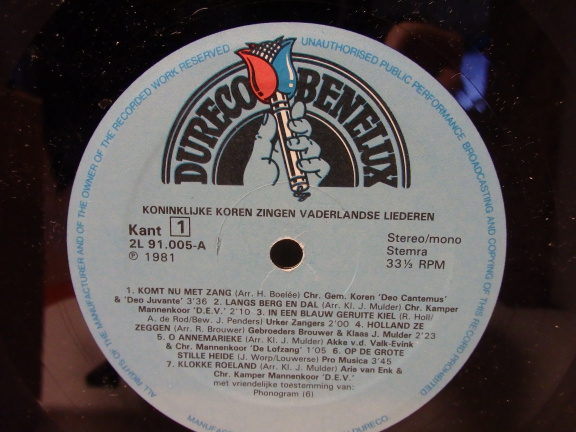 ALL RIGHTS OF THE MANUFACTURER AND OF THE OWNER OF THE RECORDED WORK RESERVED
UNAUTHORISED PUBLIC PERFORMANCE BROADCASTING AND COPYING OF THIS RECORD PROHIBITED
DURECO BENELUX
KONINKLIJKE KOREN ZINGEN VADERLANDSE LIEDEREN
Kant 1
2L 91.005-A
℗ 1981
Stereo/mono
Stemra
33⅓ RPM
1. KOMT NU MET ZANG (Arr. H. Boelée) Chr. Gem. Koren 'Deo Cantemus'
& 'Deo Juvante' 3'36 2. LANGS BERG EN DAL (Arr. Kl. J. Mulder) Chr. Kamper
Mannenkoor 'D.E.V.' 2'10 3. IN EEN BLAUW GERUITE KIEL (R. Holl/
A. de Rod/Bew. J. Penders) Urker Zangers 2'00 4. HOLLAND ZE
ZEGGEN (Arr. R. Brouwer) Gebroeders Brouwer & Klaas J. Mulder 2'23
5. O ANNEMARIEKE (Arr. Kl. J. Mulder) Akke v.d. Valk-Evink
& Chr. Mannenkoor 'De Lofzang' 1'05 6. OP DE GROTE
STILLE HEIDE (J. Worp/Louwerse) Pro Musica 3'45
7. KLOKKE ROELAND (Arr. Kl. J. Mulder) Arie van Enk &
Chr. Kamper Mannenkoor 'D.E.V.'
met vriendelijke toestemming van:
Phonogram (6)
MANUFACTURED
DURECO